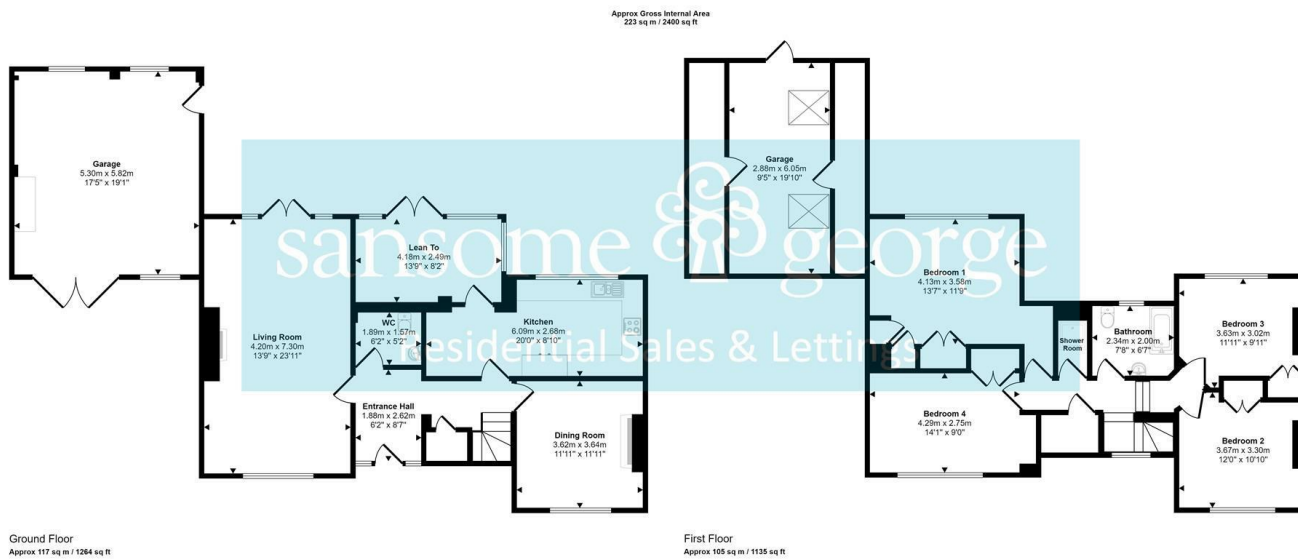 Approx Gross Internal Area
223 sq m / 2400 sq ft
Garage
5.30m x 5.82m
17'5" x 19'1"
Living Room
4.20m x 7.30m
13'9" x 23'11"
Lean To
4.18m x 2.49m
13'9" x 8'2"
WC
1.89m x 1.57m
6'2" x 5'2"
Kitchen
6.09m x 2.68m
20'0" x 8'10"
Entrance Hall
1.88m x 2.62m
6'2" x 8'7"
Dining Room
3.62m x 3.64m
11'11" x 11'11"
Ground Floor
Approx 117 sq m / 1264 sq ft
Garage
2.88m x 6.05m
9'5" x 19'10"
Bedroom 1
4.13m x 3.58m
13'7" x 11'9"
Shower
Room
Bathroom
2.34m x 2.00m
7'8" x 6'7"
Bedroom 3
3.63m x 3.02m
11'11" x 9'11"
Bedroom 4
4.29m x 2.75m
14'1" x 9'0"
Bedroom 2
3.67m x 3.30m
12'0" x 10'10"
First Floor
Approx 105 sq m / 1135 sq ft
sansome george
Residential Sales & Lettings